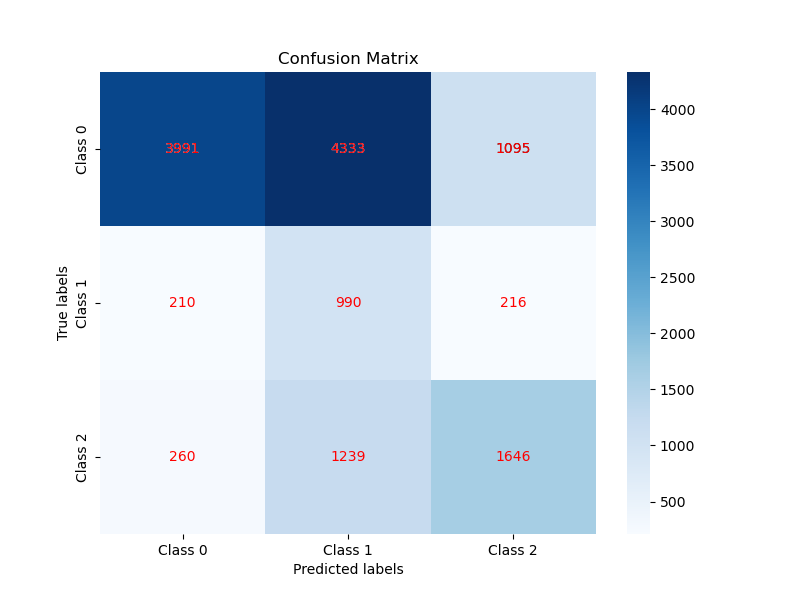 Confusion Matrix
Class 0
3991
4333
1095
True labels
Class 1
210
990
216
Class 2
260
1239
1646
Class 0
Class 1
Class 2
Predicted labels
4000
3500
3000
2500
2000
1500
1000
500